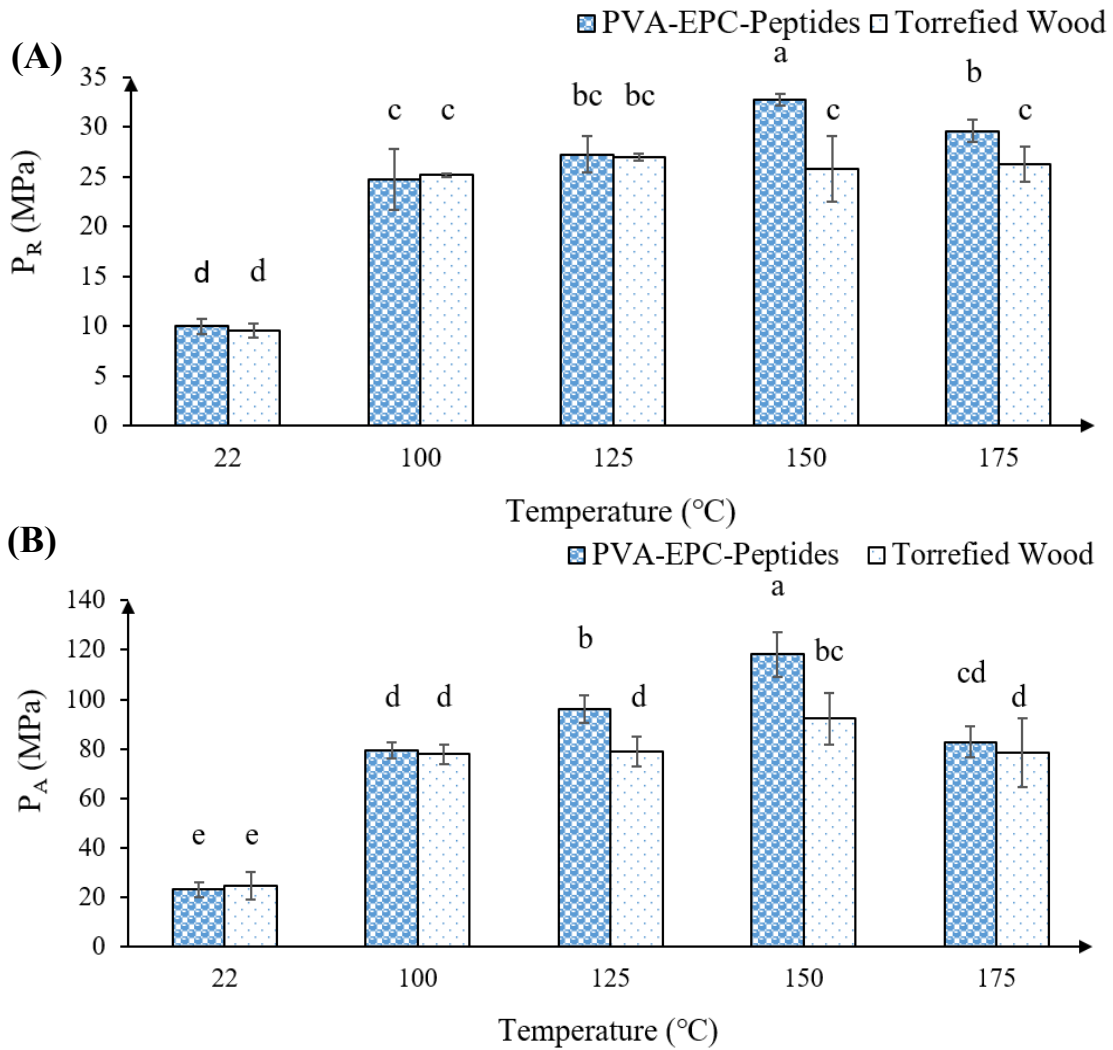 PVA-EPC-Peptides Torrefied Wood
(A)
a
35 b
bc bc
30 c c c c
25
20
P_R (MPa)
15 d d
10
5
0
22 100 125 150 175
Temperature (°C)
(B)
PVA-EPC-Peptides Torrefied Wood
a
140
120 b bc
100 d d d cd d
80
P_A (MPa)
60
40 e e
20
0
22 100 125 150 175
Temperature (°C)